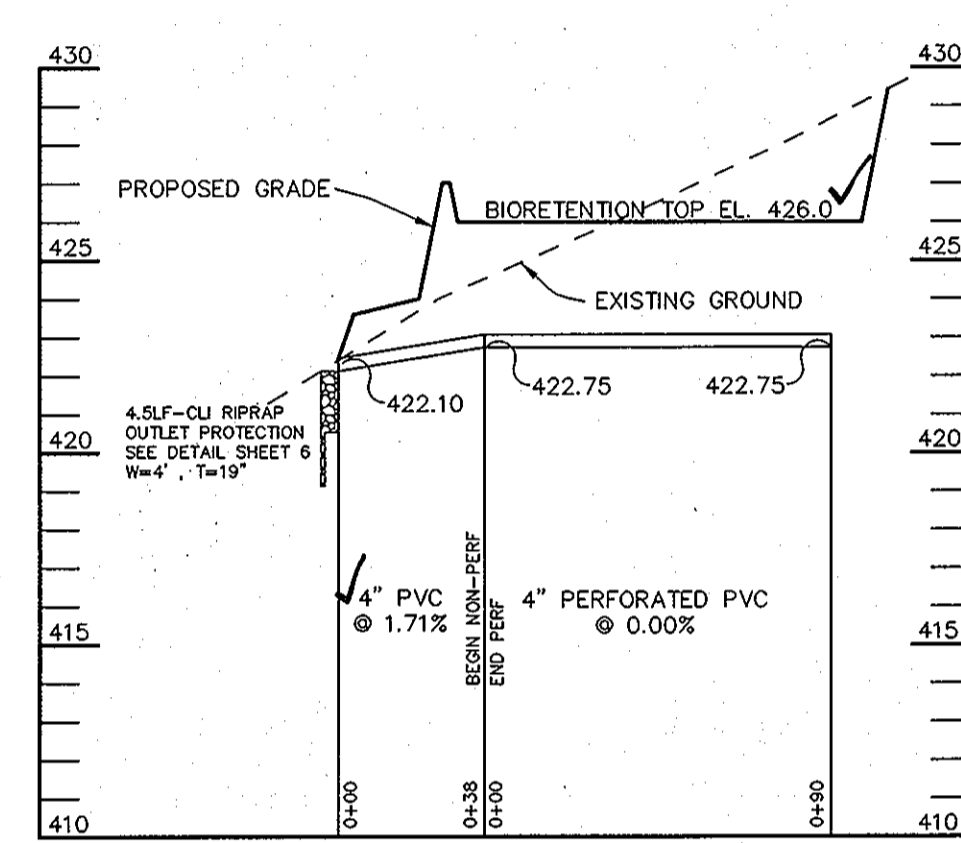 430
430
PROPOSED GRADE
BIORETENTION TOP EL. 426.0
425
425
EXISTING GROUND
422.10
422.75
422.75
4.5LF-CLI RIPRAP
OUTLET PROTECTION
SEE DETAIL SHEET 6
W=4', T=19"
420
420
4" PVC
@ 1.71%
BEGIN NON-PERF
END PERF
4" PERFORATED PVC
@ 0.00%
415
415
0+00
0+38
0+00
0+90
410
410